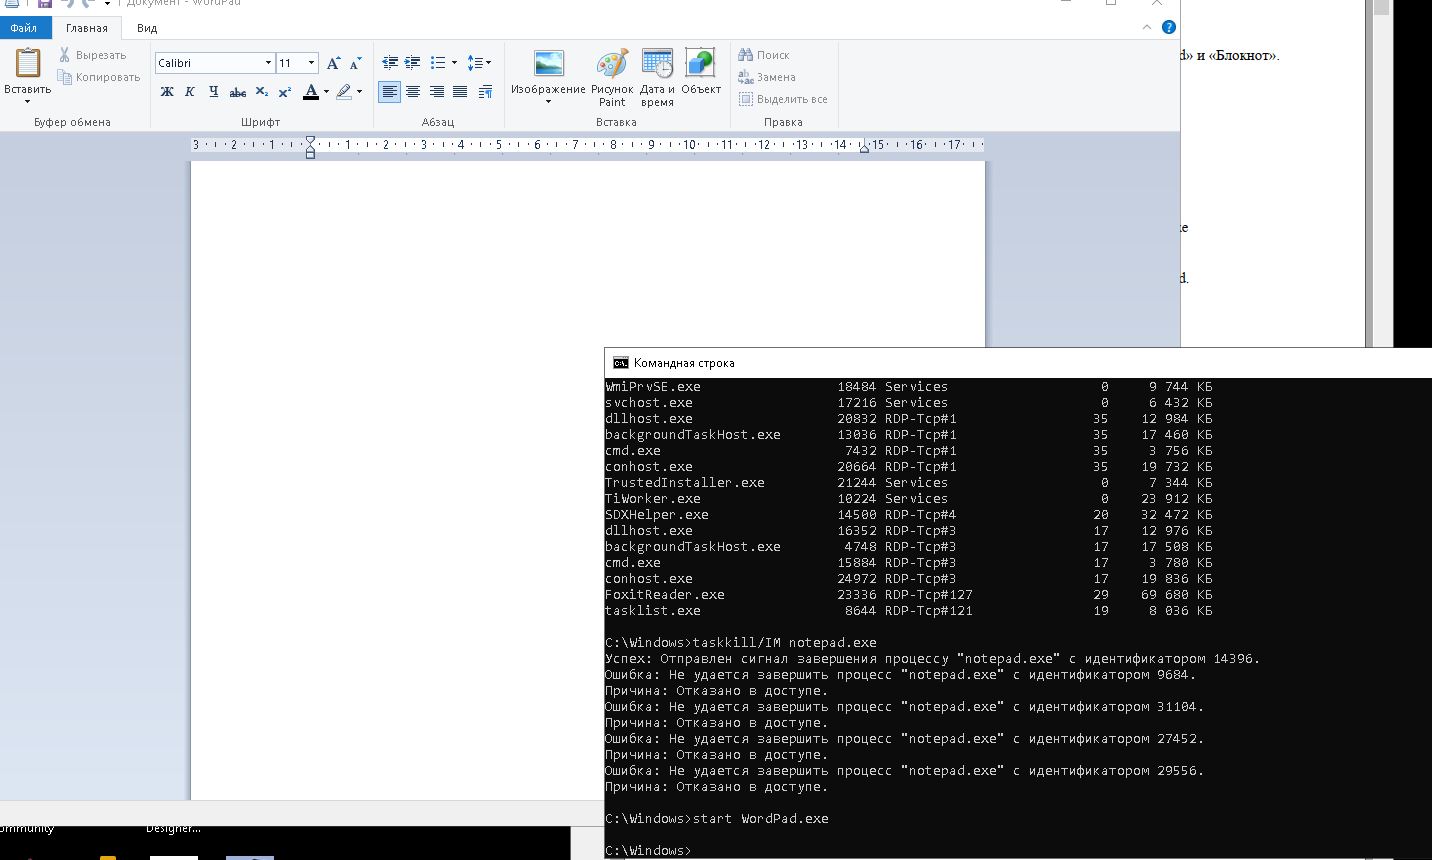 Документ - WordPad
Файл Главная Вид
d» и «Блокнот».
Вставить
Вырезать
Копировать
Буфер обмена
Calibri 11
Ж К Ч abc X₂ X² A
Шрифт
Абзац
Изображение
Рисунок Paint
Дата и время
Объект
Вставка
Поиск
Замена
Выделить все
Правка
3 2 1 1 2 3 4 5 6 7 8 9 10 11 12 13 14 15 16 17
d.
Командная строка
WmiPrvSE.exe 18484 Services 0 9 744 КБ
svchost.exe 17216 Services 0 6 432 КБ
dllhost.exe 20832 RDP-Tcp#1 35 12 984 КБ
backgroundTaskHost.exe 13036 RDP-Tcp#1 35 17 460 КБ
cmd.exe 7432 RDP-Tcp#1 35 3 756 КБ
conhost.exe 20664 RDP-Tcp#1 35 19 732 КБ
TrustedInstaller.exe 21244 Services 0 7 344 КБ
TiWorker.exe 10224 Services 0 23 912 КБ
SDXHelper.exe 14500 RDP-Tcp#4 20 32 472 КБ
dllhost.exe 16352 RDP-Tcp#3 17 12 976 КБ
backgroundTaskHost.exe 4748 RDP-Tcp#3 17 17 508 КБ
cmd.exe 15884 RDP-Tcp#3 17 3 780 КБ
conhost.exe 24972 RDP-Tcp#3 17 19 836 КБ
FoxitReader.exe 23336 RDP-Tcp#127 29 69 680 КБ
tasklist.exe 8644 RDP-Tcp#121 19 8 036 КБ
C:\Windows>taskkill/IM notepad.exe
Успех: Отправлен сигнал завершения процессу "notepad.exe" с идентификатором 14396.
Ошибка: Не удается завершить процесс "notepad.exe" с идентификатором 9684.
Причина: Отказано в доступе.
Ошибка: Не удается завершить процесс "notepad.exe" с идентификатором 31104.
Причина: Отказано в доступе.
Ошибка: Не удается завершить процесс "notepad.exe" с идентификатором 27452.
Причина: Отказано в доступе.
Ошибка: Не удается завершить процесс "notepad.exe" с идентификатором 29556.
Причина: Отказано в доступе.
C:\Windows>start WordPad.exe
C:\Windows>
ommunity Designer...